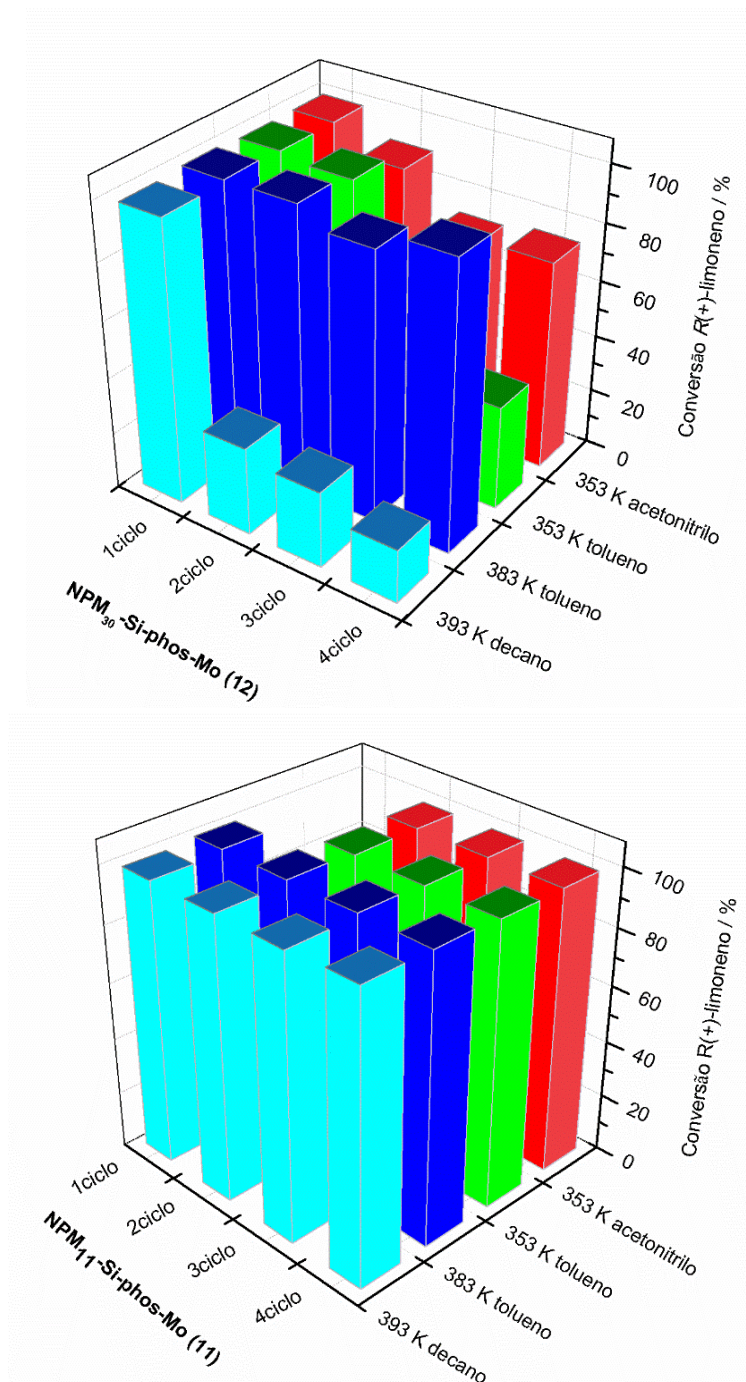 100
80
60
40
20
0
Conversão R(+)-limoneno / %
353 K acetonitrilo
353 K tolueno
383 K tolueno
393 K decano
1ciclo
2ciclo
3ciclo
4ciclo
NPM30-Si-phos-Mo (12)
100
80
60
40
20
0
Conversão R(+)-limoneno / %
353 K acetonitrilo
353 K tolueno
383 K tolueno
393 K decano
1ciclo
2ciclo
3ciclo
4ciclo
NPM11-Si-phos-Mo (11)